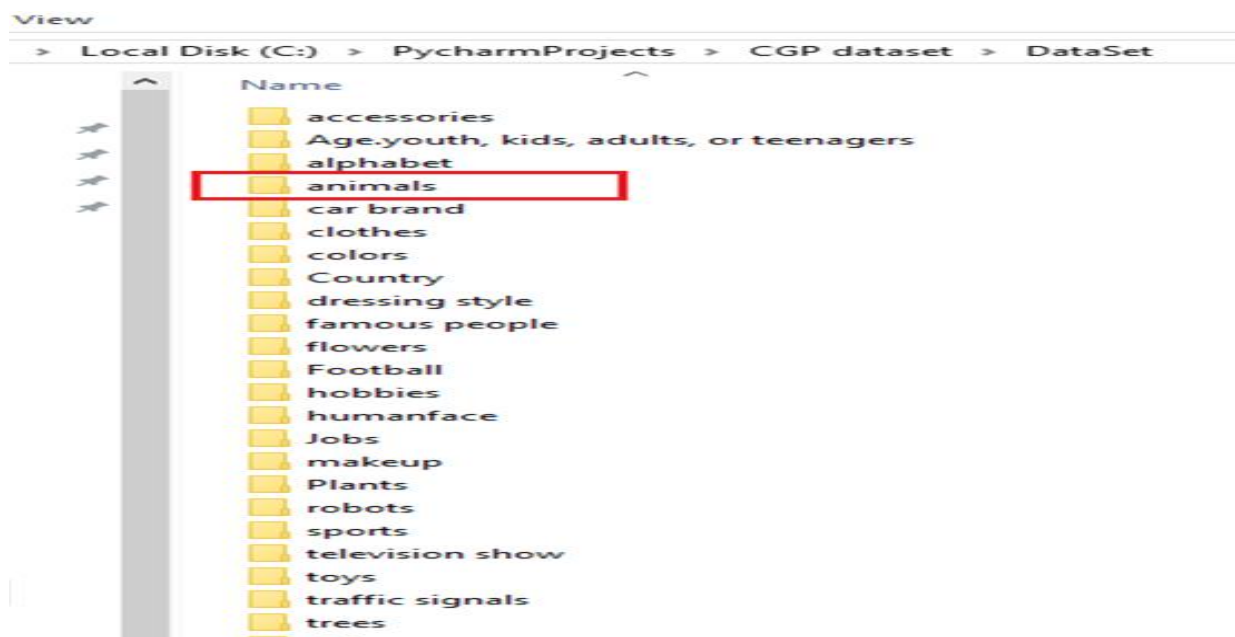 View
> Local Disk (C:) > PycharmProjects > CGP dataset > DataSet
Name
accessories
Age.youth, kids, adults, or teenagers
alphabet
animals
car brand
clothes
colors
Country
dressing style
famous people
flowers
Football
hobbies
humanface
Jobs
makeup
Plants
robots
sports
television show
toys
traffic signals
trees